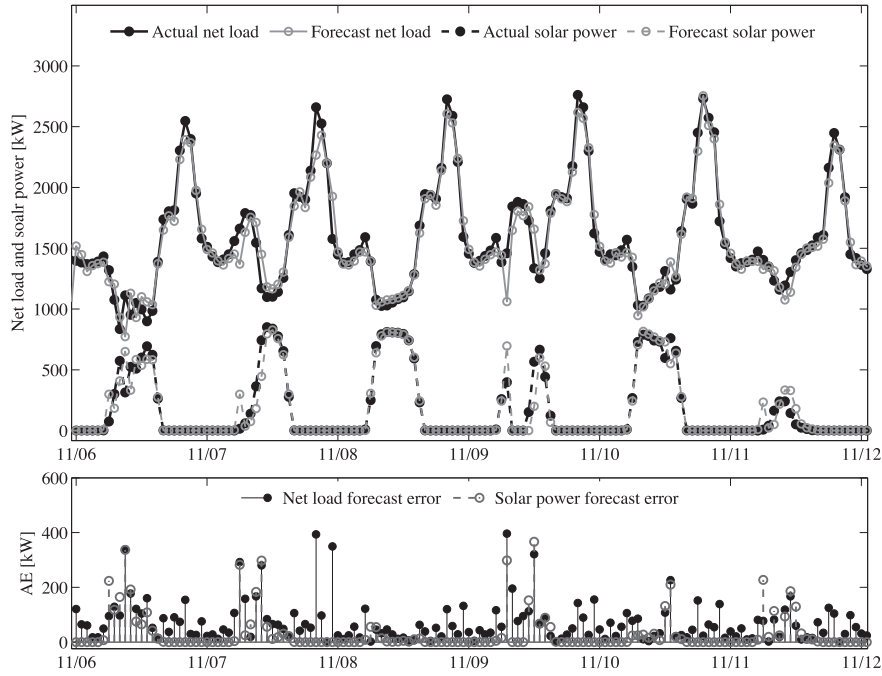 Actual net load Forecast net load Actual solar power Forecast solar power
3000
2500
2000
1500
1000
500
0
Net load and soalr power [kW]
11/06 11/07 11/08 11/09 11/10 11/11 11/12
Net load forecast error Solar power forecast error
600
400
200
0
AE [kW]
11/06 11/07 11/08 11/09 11/10 11/11 11/12